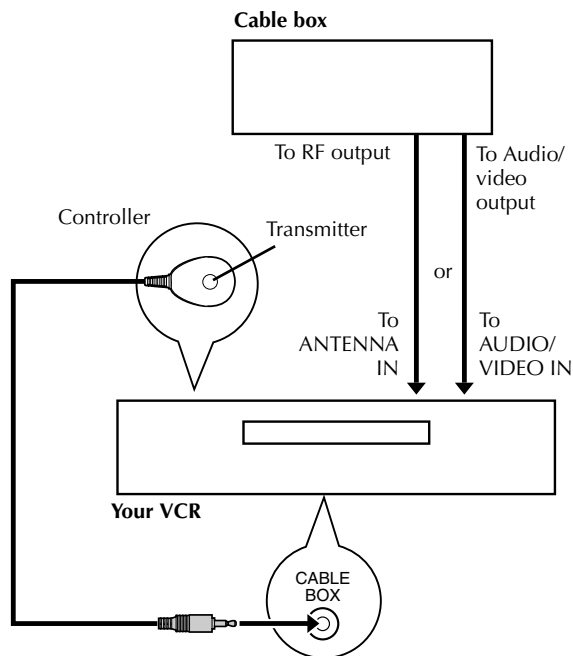 Cable box
To RF output
To Audio/
video
output
Controller
Transmitter
or
To
ANTENNA
IN
To
AUDIO/
VIDEO IN
Your VCR
CABLE
BOX